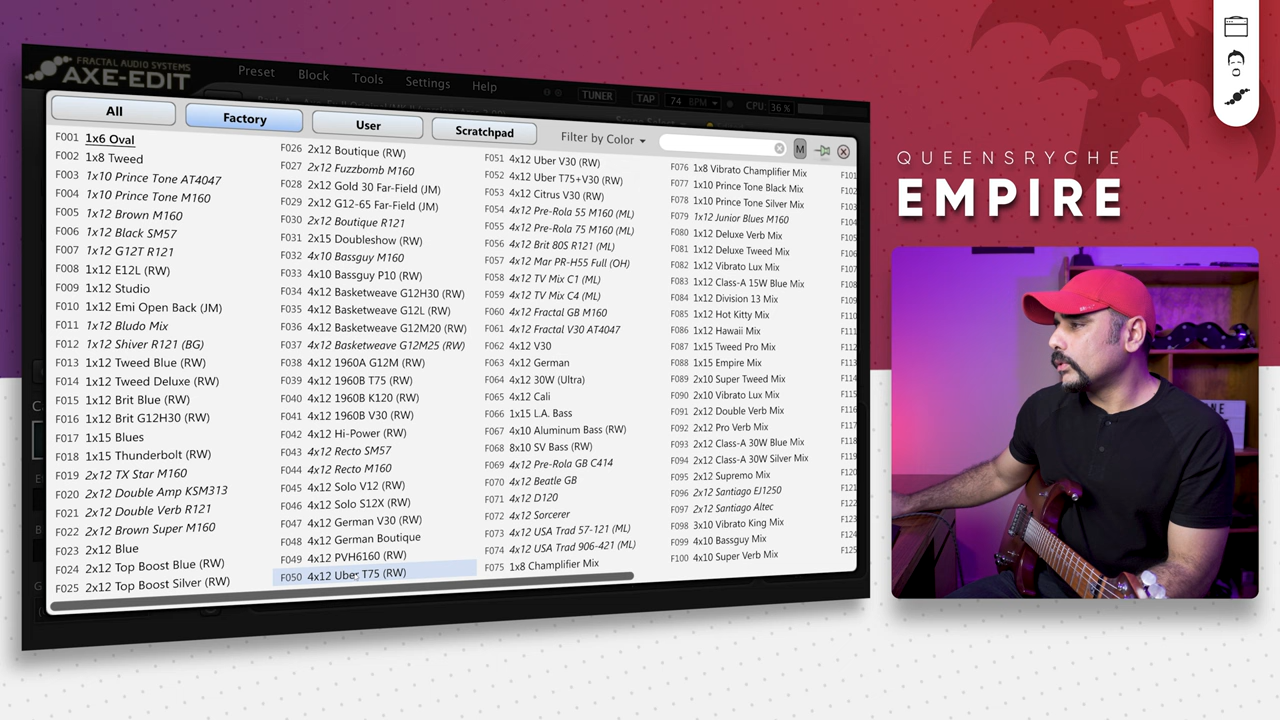 FRACTAL AUDIO SYSTEMS
AXE-EDIT
Preset Block Tools Settings Help
TUNER TAP 74 BPM CPU: 36 %
All Factory User Scratchpad Filter by Color M
F001 1x6 Oval
F002 1x8 Tweed
F003 1x10 Prince Tone AT4047
F004 1x10 Prince Tone M160
F005 1x12 Brown M160
F006 1x12 Black SM57
F007 1x12 G12T R121
F008 1x12 E12L (RW)
F009 1x12 Studio
F010 1x12 Emi Open Back (JM)
F011 1x12 Bludo Mix
F012 1x12 Shiver R121 (BG)
F013 1x12 Tweed Blue (RW)
F014 1x12 Tweed Deluxe (RW)
F015 1x12 Brit Blue (RW)
F016 1x12 Brit G12H30 (RW)
F017 1x15 Blues
F018 1x15 Thunderbolt (RW)
F019 2x12 TX Star M160
F020 2x12 Double Amp KSM313
F021 2x12 Double Verb R121
F022 2x12 Brown Super M160
F023 2x12 Blue
F024 2x12 Top Boost Blue (RW)
F025 2x12 Top Boost Silver (RW)
F026 2x12 Boutique (RW)
F027 2x12 Fuzzbomb M160
F028 2x12 Gold 30 Far-Field (JM)
F029 2x12 G12-65 Far-Field (JM)
F030 2x12 Boutique R121
F031 2x15 Doubleshow (RW)
F032 4x10 Bassguy M160
F033 4x10 Bassguy P10 (RW)
F034 4x12 Basketweave G12H30 (RW)
F035 4x12 Basketweave G12L (RW)
F036 4x12 Basketweave G12M20 (RW)
F037 4x12 Basketweave G12M25 (RW)
F038 4x12 1960A G12M (RW)
F039 4x12 1960B T75 (RW)
F040 4x12 1960B K120 (RW)
F041 4x12 1960B V30 (RW)
F042 4x12 Hi-Power (RW)
F043 4x12 Recto SM57
F044 4x12 Recto M160
F045 4x12 Solo V12 (RW)
F046 4x12 Solo S12X (RW)
F047 4x12 German V30 (RW)
F048 4x12 German Boutique
F049 4x12 PVH6160 (RW)
F050 4x12 Uber T75 (RW)
F051 4x12 Uber V30 (RW)
F052 4x12 Uber T75+V30 (RW)
F053 4x12 Citrus V30 (RW)
F054 4x12 Pre-Rola 55 M160 (ML)
F055 4x12 Pre-Rola 75 M160 (ML)
F056 4x12 Brit 80S R121 (ML)
F057 4x12 Mar PR-H55 Full (OH)
F058 4x12 TV Mix C1 (ML)
F059 4x12 TV Mix C4 (ML)
F060 4x12 Fractal GB M160
F061 4x12 Fractal V30 AT4047
F062 4x12 V30
F063 4x12 German
F064 4x12 30W (Ultra)
F065 4x12 Cali
F066 1x15 L.A. Bass
F067 4x10 Aluminum Bass (RW)
F068 8x10 SV Bass (RW)
F069 4x12 Pre-Rola GB C414
F070 4x12 Beatle GB
F071 4x12 D120
F072 4x12 Sorcerer
F073 4x12 USA Trad 57-121 (ML)
F074 4x12 USA Trad 906-421 (ML)
F075 1x8 Champlifier Mix
F076 1x8 Vibrato Champlifier Mix
F077 1x10 Prince Tone Black Mix
F078 1x10 Prince Tone Silver Mix
F079 1x12 Junior Blues M160
F080 1x12 Deluxe Verb Mix
F081 1x12 Deluxe Tweed Mix
F082 1x12 Vibrato Lux Mix
F083 1x12 Class-A 15W Blue Mix
F084 1x12 Division 13 Mix
F085 1x12 Hot Kitty Mix
F086 1x12 Hawaii Mix
F087 1x15 Tweed Pro Mix
F088 1x15 Empire Mix
F089 2x10 Super Tweed Mix
F090 2x10 Vibrato Lux Mix
F091 2x12 Double Verb Mix
F092 2x12 Pro Verb Mix
F093 2x12 Class-A 30W Blue Mix
F094 2x12 Class-A 30W Silver Mix
F095 2x12 Supremo Mix
F096 2x12 Santiago EJ1250
F097 2x12 Santiago Altec
F098 3x10 Vibrato King Mix
F099 4x10 Bassguy Mix
F100 4x10 Super Verb Mix
QUEENSRYCHE
EMPIRE